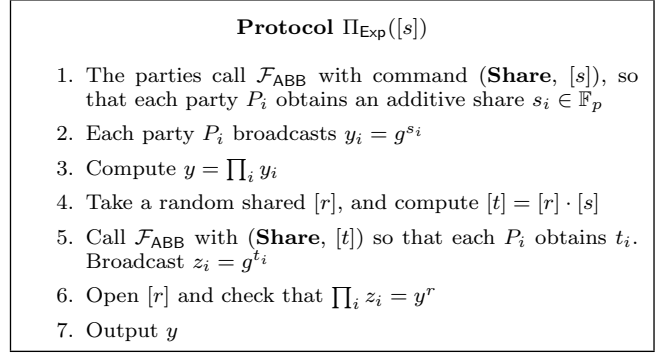 Protocol Π_Exp([s])
1. The parties call F_ABB with command (Share, [s]), so
that each party P_i obtains an additive share s_i ∈ 𝔽_p
2. Each party P_i broadcasts y_i = g^{s_i}
3. Compute y = ∏_i y_i
4. Take a random shared [r], and compute [t] = [r] · [s]
5. Call F_ABB with (Share, [t]) so that each P_i obtains t_i.
Broadcast z_i = g^{t_i}
6. Open [r] and check that ∏_i z_i = y^r
7. Output y